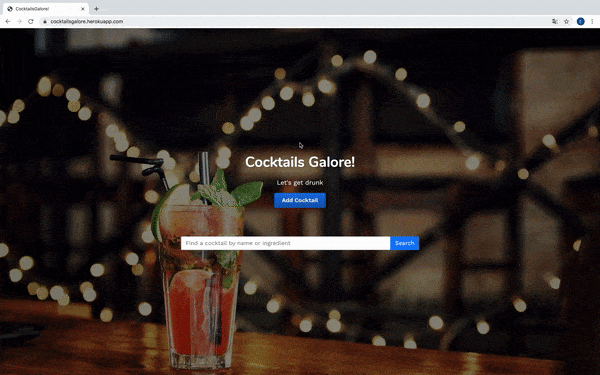 CocktailsGalore!
cocktailsgalore.herokuapp.com
Cocktails Galore!
Let's get drunk
Add Cocktail
Find a cocktail by name or ingredient
Search